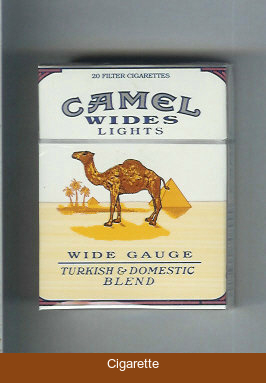 20 FILTER CIGARETTES
CAMEL
WIDES
LIGHTS
WIDE GAUGE
TURKISH & DOMESTIC
BLEND
Cigarette